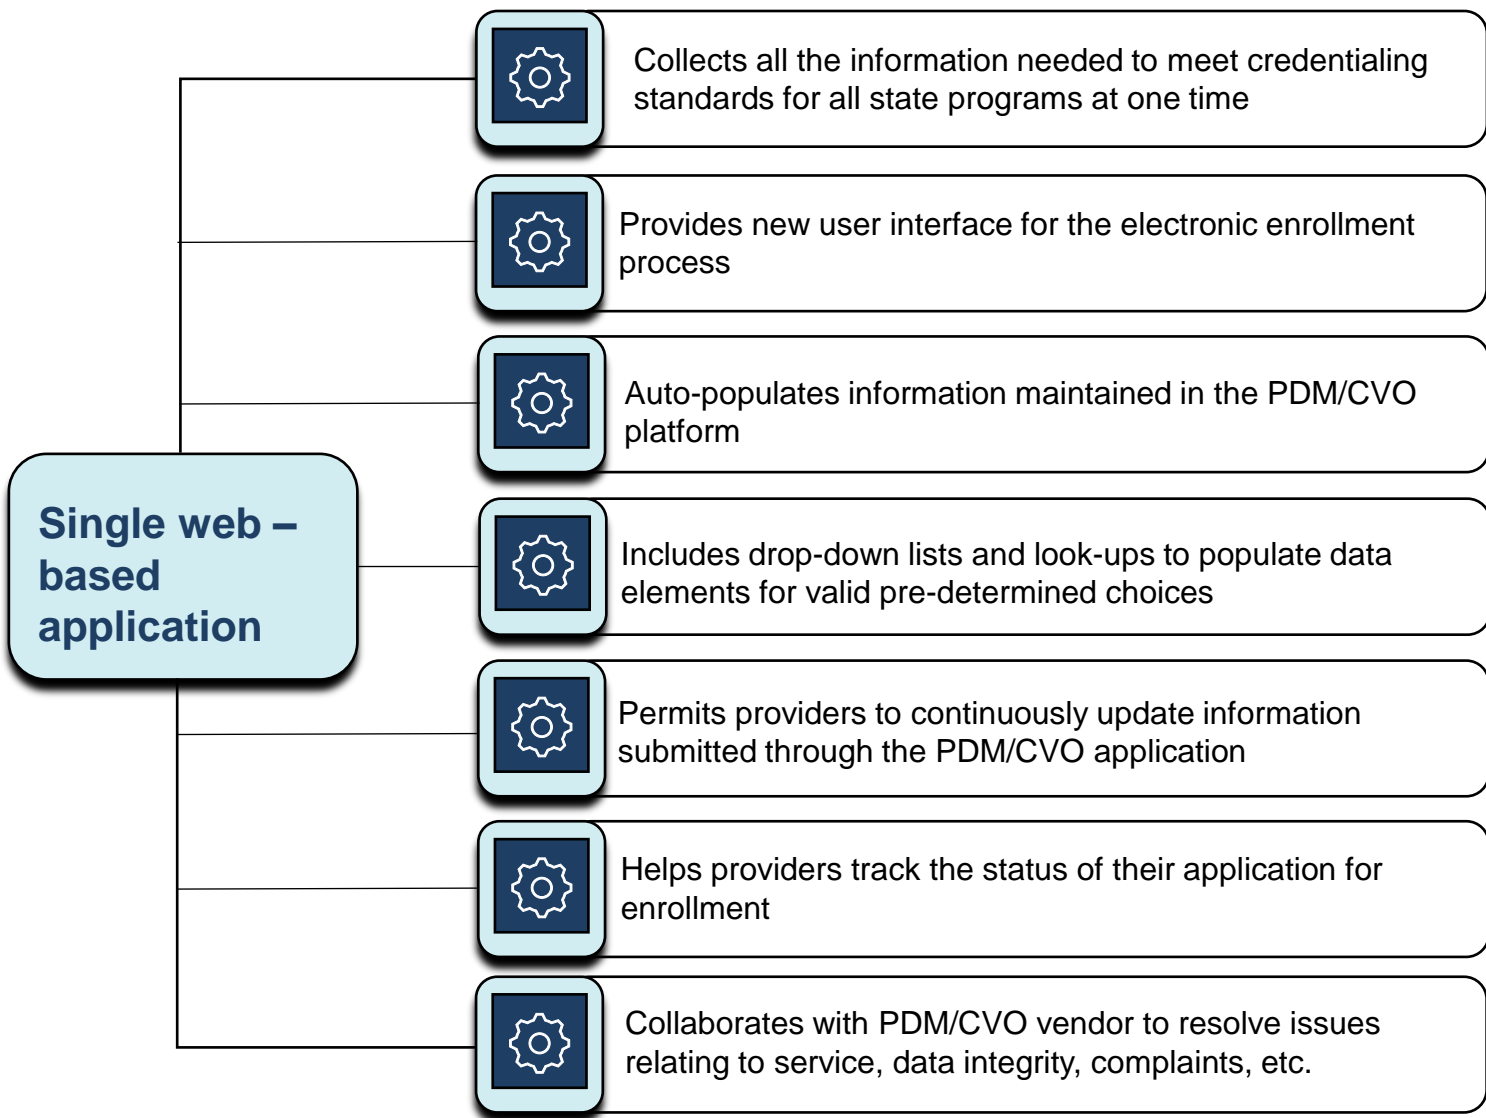 Collects all the information needed to meet credentialing
standards for all state programs at one time
Provides new user interface for the electronic enrollment
process
Auto-populates information maintained in the PDM/CVO
platform
Single web –
based
application
Includes drop-down lists and look-ups to populate data
elements for valid pre-determined choices
Permits providers to continuously update information
submitted through the PDM/CVO application
Helps providers track the status of their application for
enrollment
Collaborates with PDM/CVO vendor to resolve issues
relating to service, data integrity, complaints, etc.